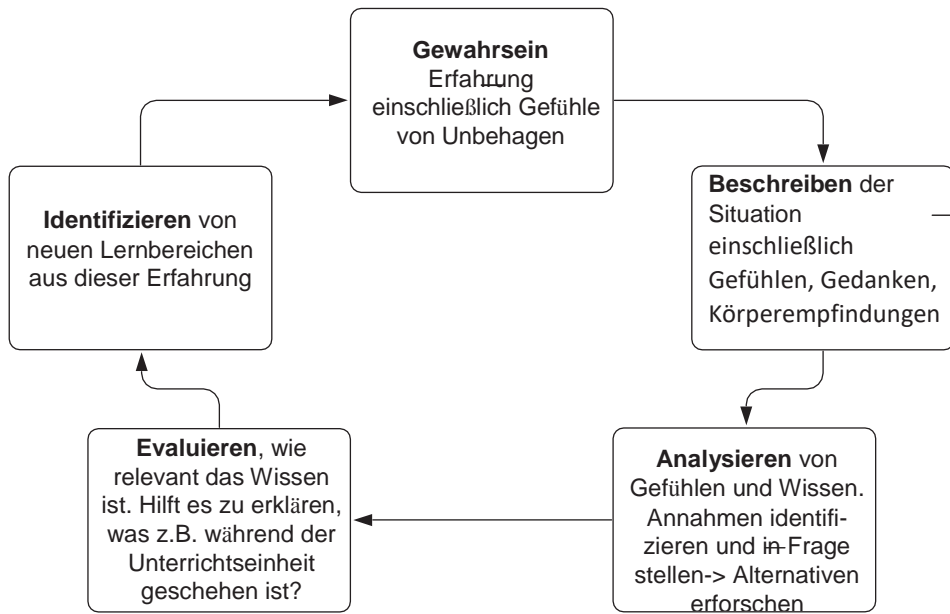 Gewahrsein
Erfahrung
einschließlich Gefühle
von Unbehagen
Beschreiben der
Situation
einschließlich
Gefühlen, Gedanken,
Körperempfindungen
Analysieren von
Gefühlen und Wissen.
Annahmen identifi-
zieren und in Frage
stellen-> Alternativen
erforschen
Evaluieren, wie
relevant das Wissen
ist. Hilft es zu erklären,
was z.B. während der
Unterrichtseinheit
geschehen ist?
Identifizieren von
neuen Lernbereichen
aus dieser Erfahrung